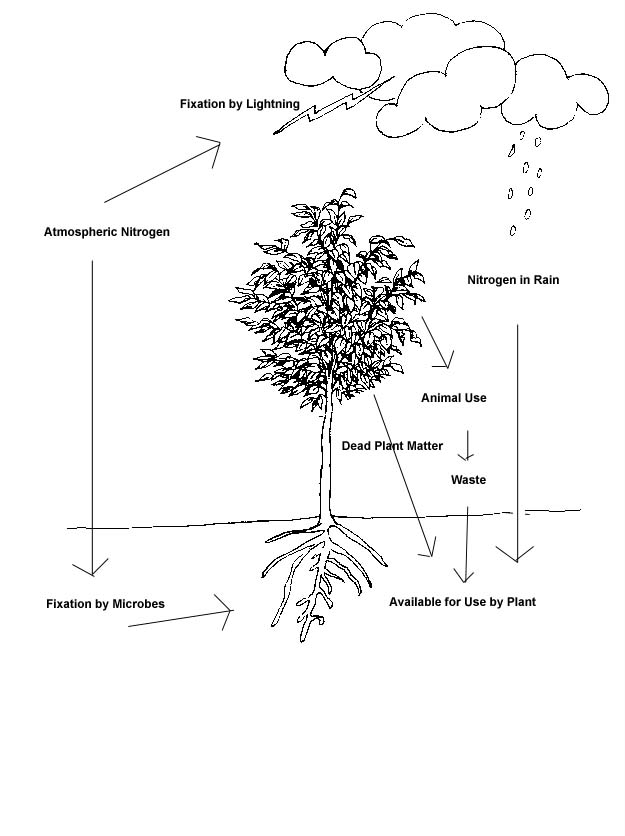 Fixation by Lightning
Atmospheric Nitrogen
Nitrogen in Rain
Animal Use
Dead Plant Matter
Waste
Fixation by Microbes
Available for Use by Plant